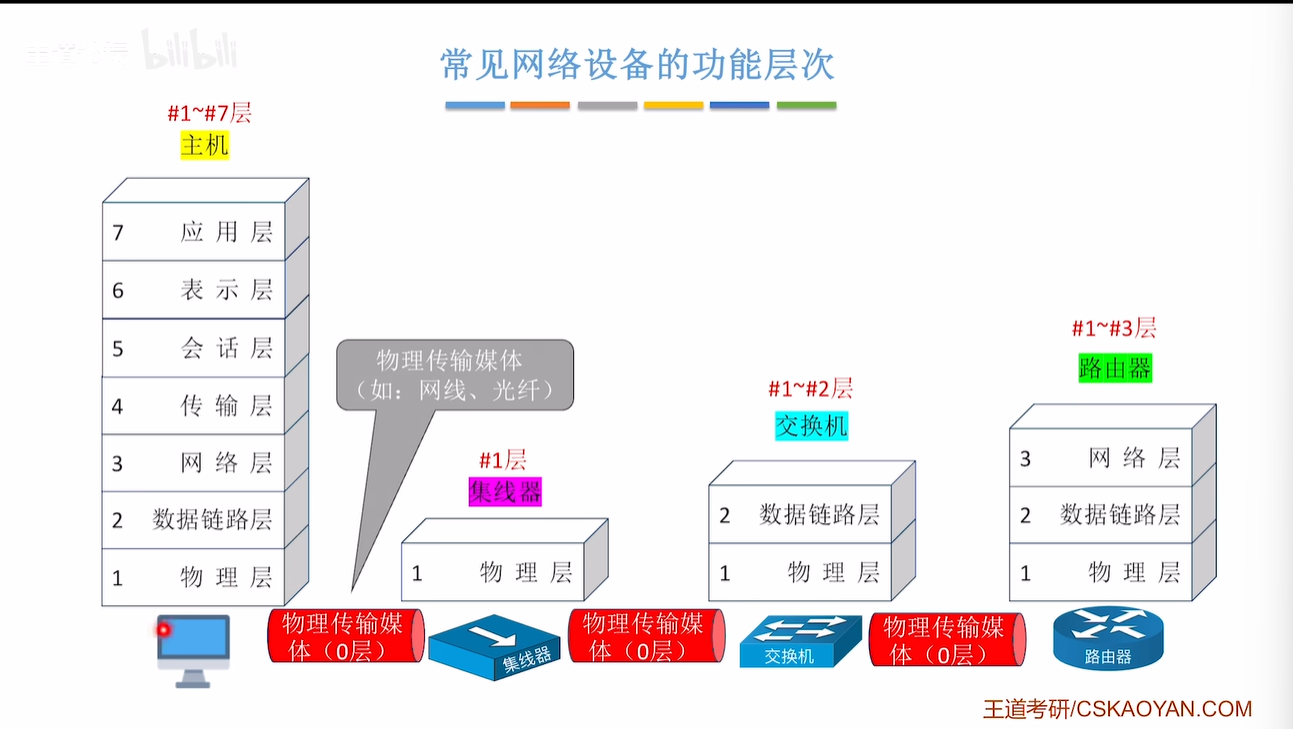 bilibili
常见网络设备的功能层次
#1~#7层
主机
7 应用层
6 表示层
5 会话层
4 传输层
3 网络层
2 数据链路层
1 物理层
物理传输媒体
（如：网线、光纤）
#1层
集线器
1 物理层
#1~#2层
交换机
2 数据链路层
1 物理层
#1~#3层
路由器
3 网络层
2 数据链路层
1 物理层
物理传输媒
体（0层）
集线器
物理传输媒
体（0层）
交换机
物理传输媒
体（0层）
路由器
王道考研/CSKAOYAN.COM